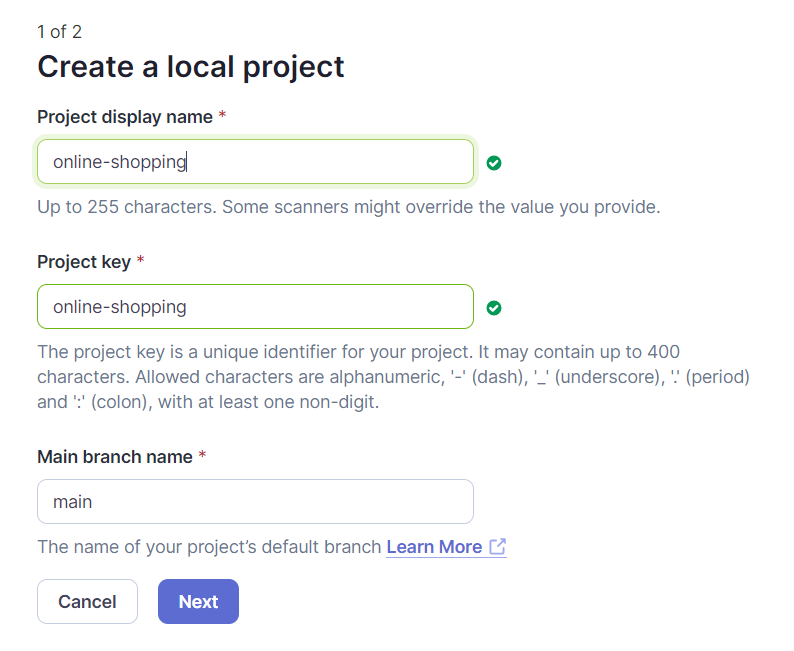 1 of 2
Create a local project
Project display name *
online-shopping
Up to 255 characters. Some scanners might override the value you provide.
Project key *
online-shopping
The project key is a unique identifier for your project. It may contain up to 400
characters. Allowed characters are alphanumeric, '-' (dash), '_' (underscore), '.' (period)
and ':' (colon), with at least one non-digit.
Main branch name *
main
The name of your project’s default branch Learn More
Cancel Next